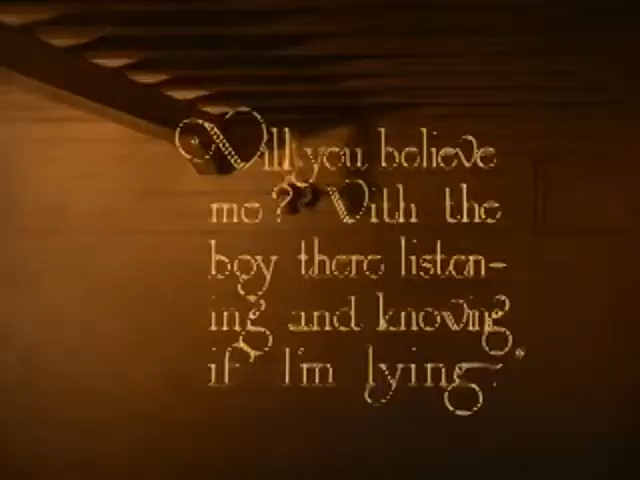 Will you believe
me? With the
boy there listen-
ing and knowing
if I'm lying?"